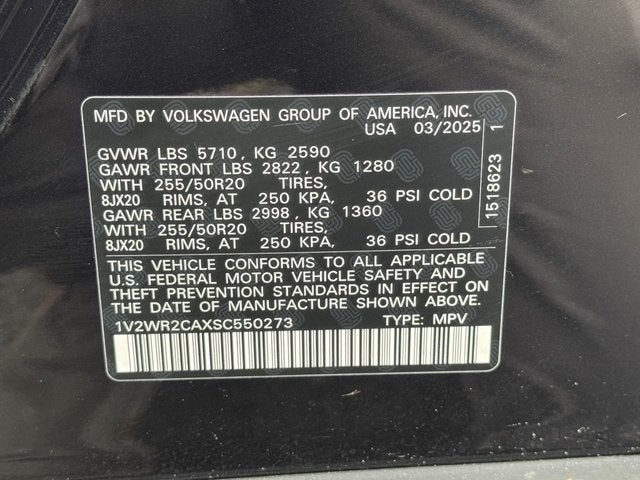 MFD BY VOLKSWAGEN GROUP OF AMERICA, INC.
USA 03/2025
GVWR LBS 5710, KG 2590
GAWR FRONT LBS 2822, KG 1280
WITH 255/50R20 TIRES,
8JX20 RIMS, AT 250 KPA, 36 PSI COLD
GAWR REAR LBS 2998, KG 1360
WITH 255/50R20 TIRES,
8JX20 RIMS, AT 250 KPA, 36 PSI COLD
THIS VEHICLE CONFORMS TO ALL APPLICABLE
U.S. FEDERAL MOTOR VEHICLE SAFETY AND
THEFT PREVENTION STANDARDS IN EFFECT ON
THE DATE OF MANUFACTURE SHOWN ABOVE.
1V2WR2CAXSC550273 TYPE: MPV
1518623 1